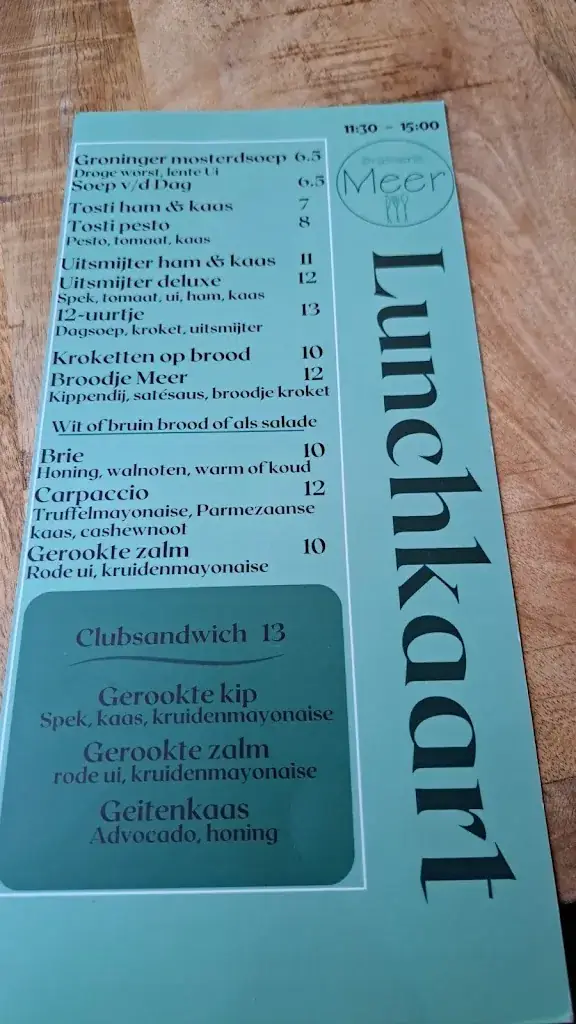 11:30 - 15:00
Brasserie
Meer
Lunchkaart
Groninger mosterdsoep 6.5
Droge worst, lente Ui
Soep v/d Dag 6.5
Tosti ham & kaas 7
Tosti pesto 8
Pesto, tomaat, kaas
Uitsmijter ham & kaas 11
Uitsmijter deluxe 12
Spek, tomaat, ui, ham, kaas
12-uurtje 13
Dagsoep, kroket, uitsmijter
Kroketten op brood 10
Broodje Meer 12
Kippendij, satésaus, broodje kroket
Wit of bruin brood of als salade
Brie 10
Honing, walnoten, warm of koud
Carpaccio 12
Truffelmayonaise, Parmezaanse
kaas, cashewnoot
Gerookte zalm 10
Rode ui, kruidenmayonaise
Clubsandwich 13
Gerookte kip
Spek, kaas, kruidenmayonaise
Gerookte zalm
rode ui, kruidenmayonaise
Geitenkaas
Advocado, honing